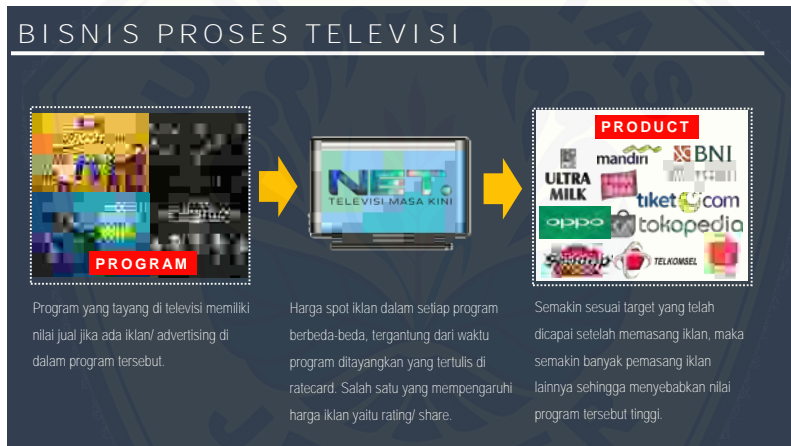 BISNIS PROSES TELEVISI
PROGRAM
NET.
TELEVISI MASA KINI
PRODUCT
mandiri
BNI
ULTRA
MILK
tiket.com
oppo
tokopedia
TELKOMSEL
Program yang tayang di televisi memiliki
nilai jual jika ada iklan/ advertising di
dalam program tersebut.
Harga spot iklan dalam setiap program
berbeda-beda, tergantung dari waktu
program ditayangkan yang tertulis di
ratecard. Salah satu yang mempengaruhi
harga iklan yaitu rating/ share.
Semakin sesuai target yang telah
dicapai setelah memasang iklan, maka
semakin banyak pemasang iklan
lainnya sehingga menyebabkan nilai
program tersebut tinggi.